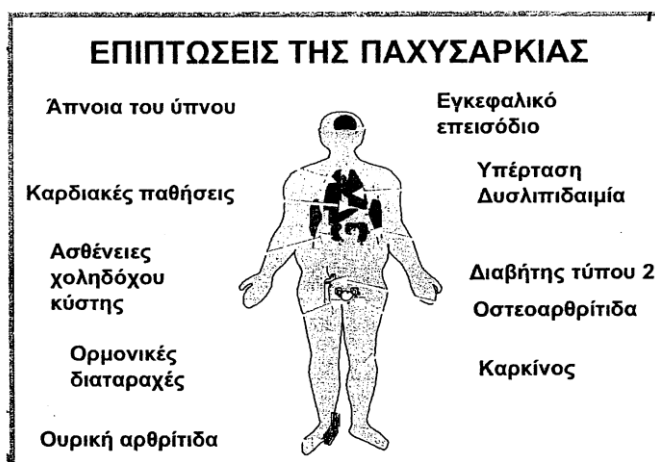 ΕΠΙΠΤΩΣΕΙΣ ΤΗΣ ΠΑΧΥΣΑΡΚΙΑΣ
Άπνοια του ύπνου
Εγκεφαλικό
επεισόδιο
Καρδιακές παθήσεις
Υπέρταση
Δυσλιπιδαιμία
Ασθένειες
χοληδόχου
κύστης
Διαβήτης τύπου 2
Οστεοαρθρίτιδα
Ορμονικές
διαταραχές
Καρκίνος
Ουρική αρθρίτιδα